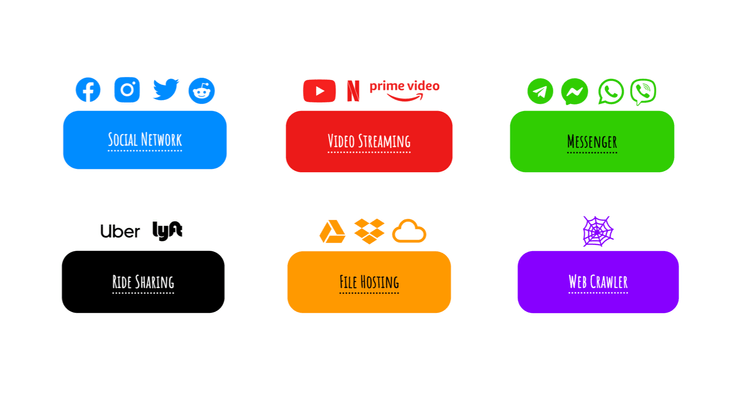 prime video
Social Network
Video Streaming
Messenger
Uber lyft
Ride Sharing
File Hosting
Web Crawler